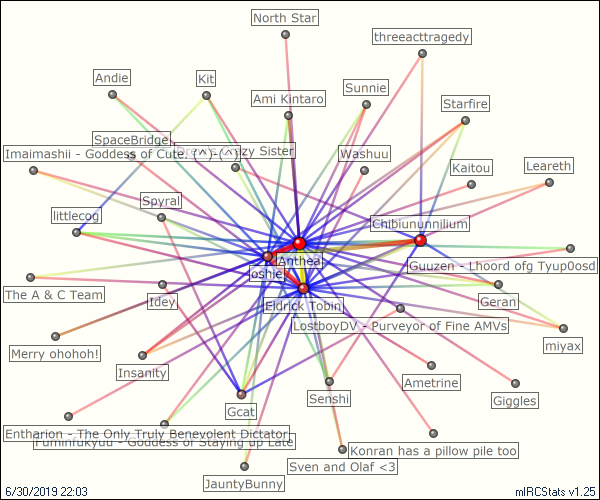 North Star
threeacttragedy
Andie
Kit
Sunnie
Ami Kintaro
Starfire
SpaceBridge
Imaimashii - Goddess of Cute. (^)-(^)
zy Sister
Washuu
Kaitou
Leareth
Spyral
littlecog
Chibiununnilium
Anthea
oshie
Guuzen - Lhoord ofg Tyup0osd
The A & C Team
Idey
Eldrick Tobin
Geran
LostboyDV - Purveyor of Fine AMVs
miyax
Merry ohohoh!
Insanity
Ametrine
Giggles
Senshi
Gcat
Entharion - The Only Truly Benevolent Dictator
Fuminfukyuu - Goddess of Staying up Late
Konran has a pillow pile too
Sven and Olaf <3
JauntyBunny
6/30/2019 22:03
mIRCStats v1.25